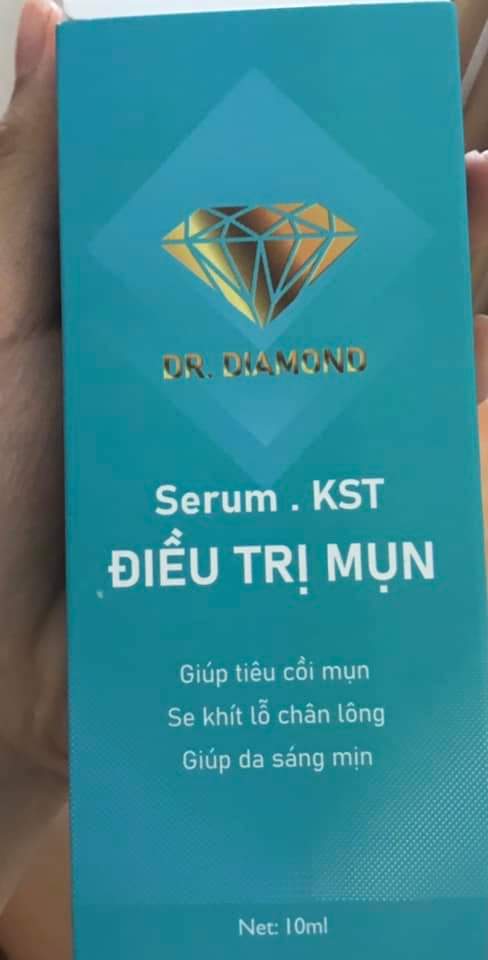 DR. DIAMOND
Serum . KST
ĐIỀU TRỊ MỤN
Giúp tiêu cồi mụn
Se khít lỗ chân lông
Giúp da sáng mịn
Net: 10ml